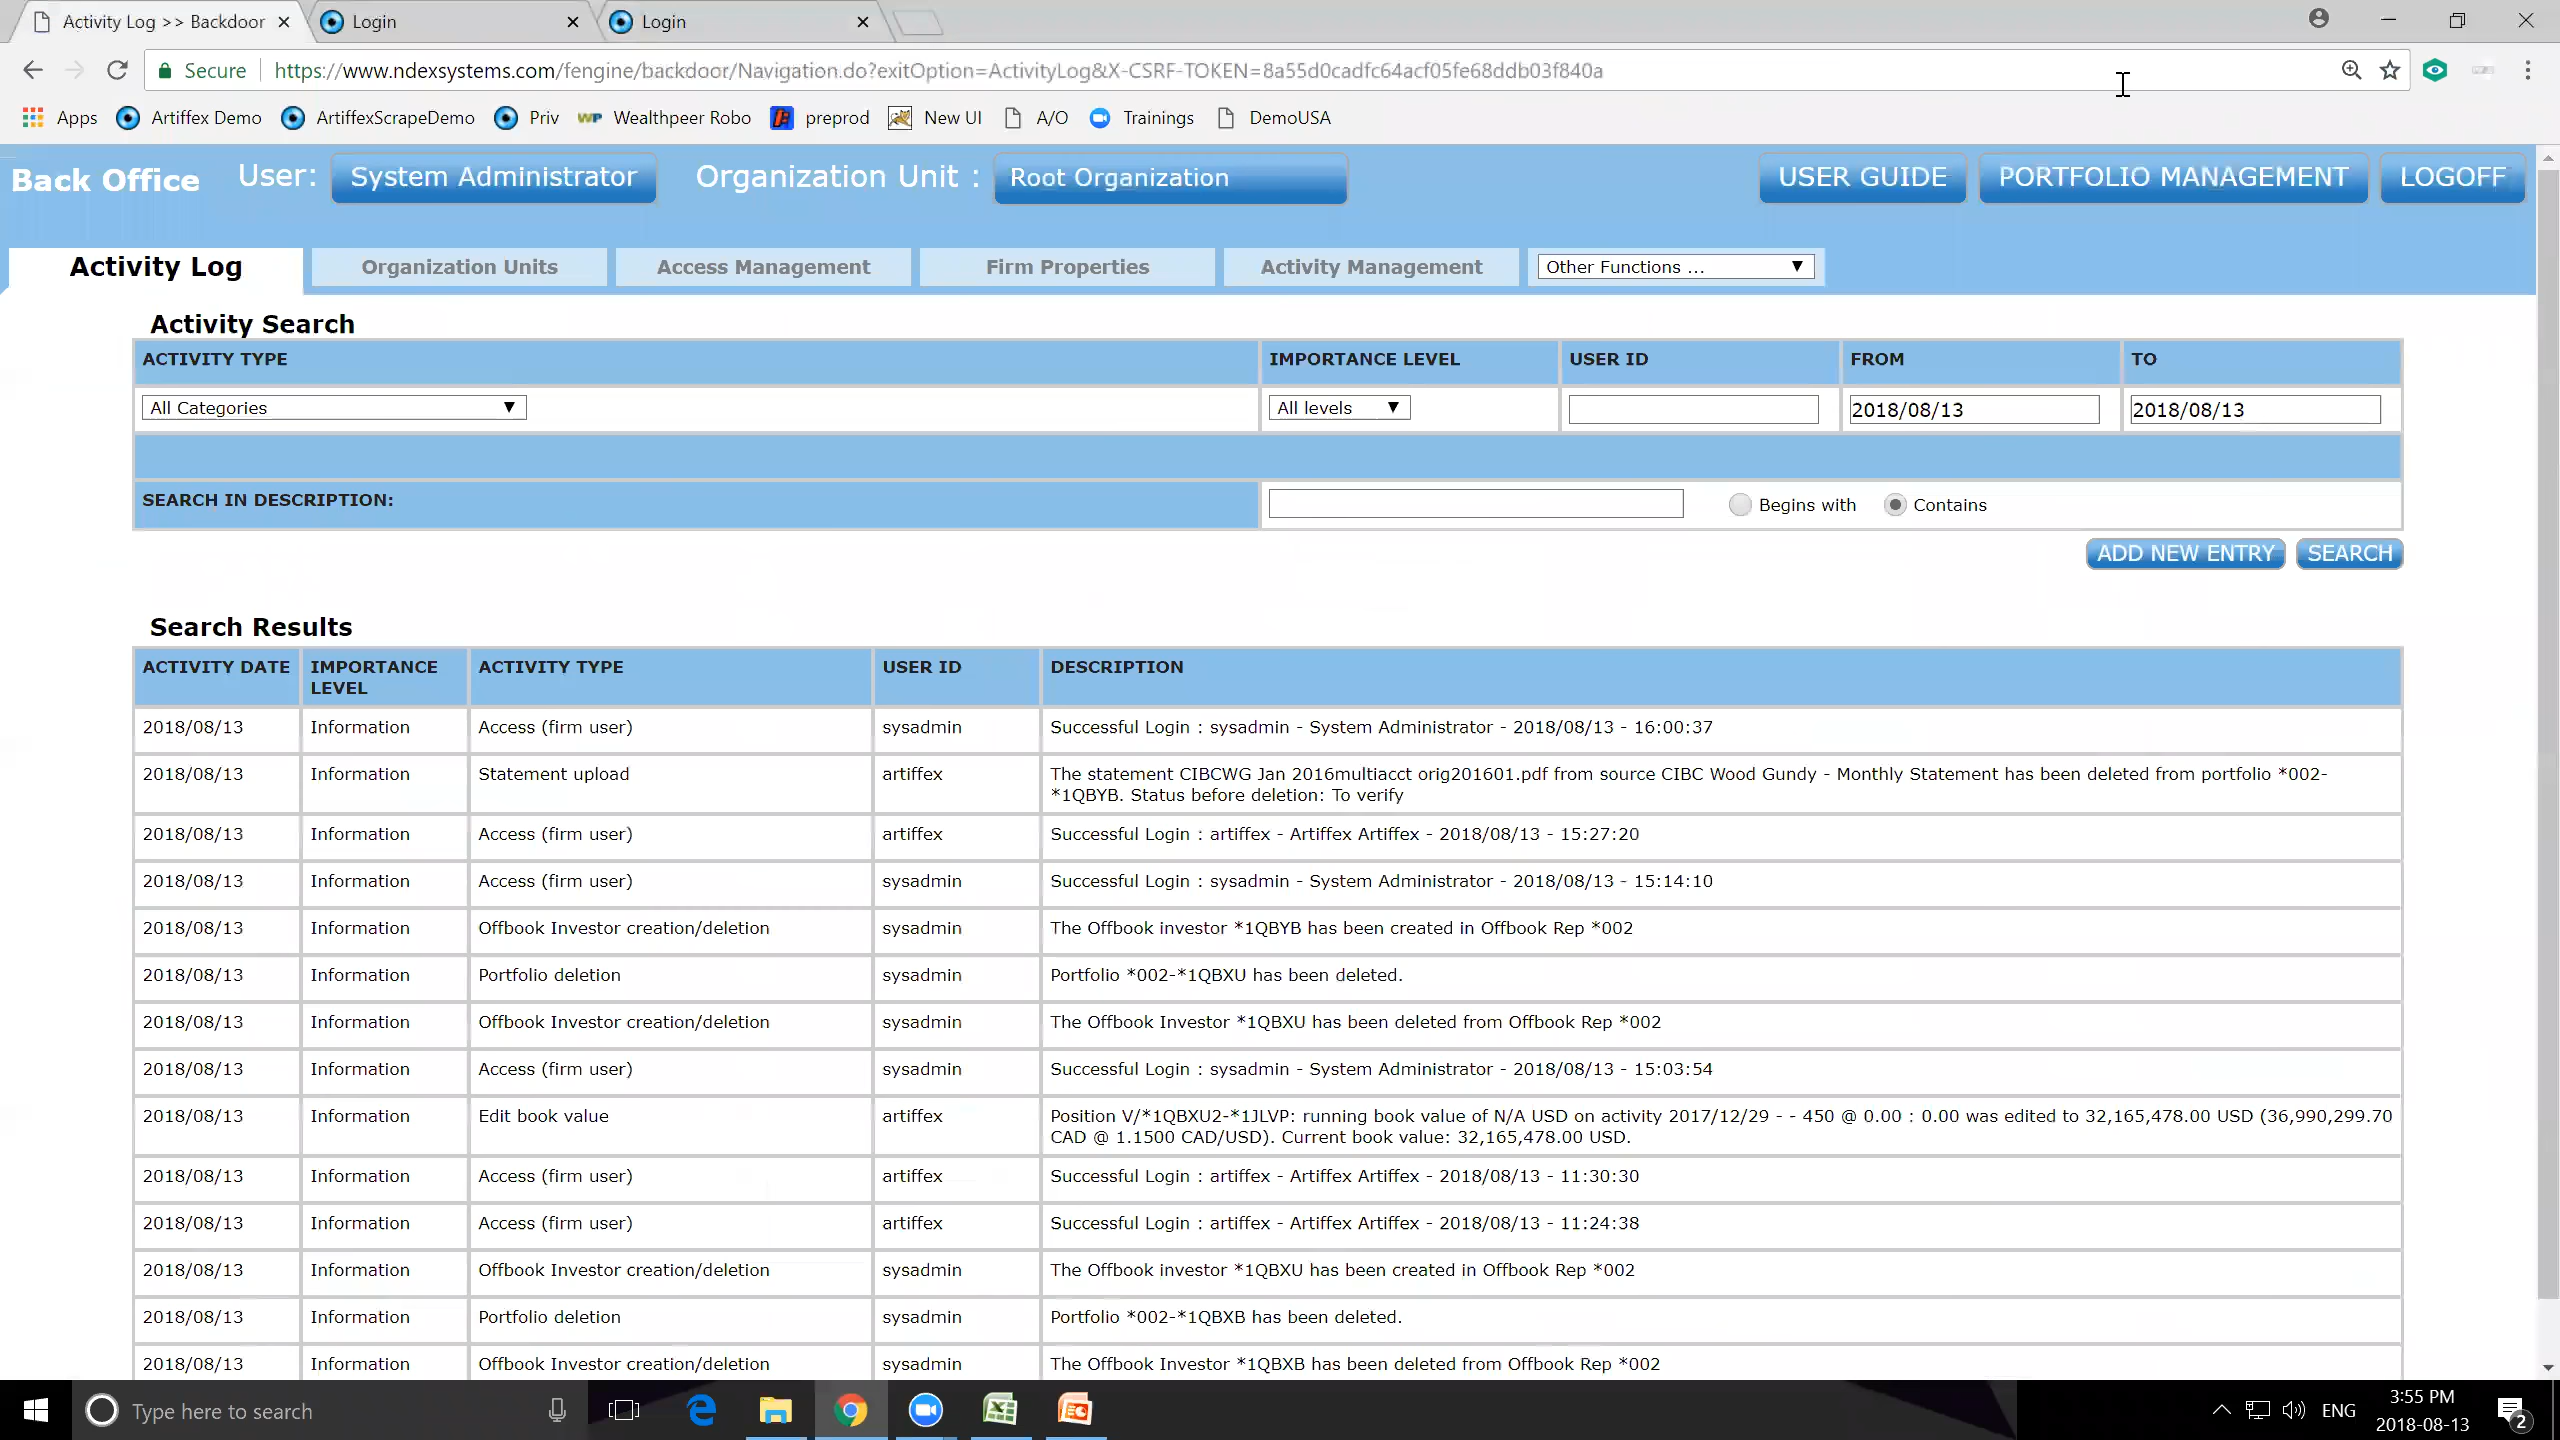 Activity Log >> Backdoor
Login
Login
Secure
https://www.ndexsystems.com/fengine/backdoor/Navigation.do?exitOption=ActivityLog&X-CSRF-TOKEN=8a55d0cadfc64acf05fe68ddb03f840a
Apps
Artiffex Demo
ArtiffexScrapeDemo
Priv
Wealthpeer Robo
preprod
New UI
A/O
Trainings
DemoUSA
Back Office
User:
System Administrator
Organization Unit :
Root Organization
USER GUIDE
PORTFOLIO MANAGEMENT
LOGOFF
Activity Log
Organization Units
Access Management
Firm Properties
Activity Management
Other Functions ...
Activity Search
ACTIVITY TYPE
IMPORTANCE LEVEL
USER ID
FROM
TO
All Categories
All levels
2018/08/13
2018/08/13
SEARCH IN DESCRIPTION:
Begins with
Contains
ADD NEW ENTRY
SEARCH
Search Results
ACTIVITY DATE
IMPORTANCE
LEVEL
ACTIVITY TYPE
USER ID
DESCRIPTION
2018/08/13
Information
Access (firm user)
sysadmin
Successful Login : sysadmin - System Administrator - 2018/08/13 - 16:00:37
2018/08/13
Information
Statement upload
artiffex
The statement CIBCWG Jan 2016multiacct orig201601.pdf from source CIBC Wood Gundy - Monthly Statement has been deleted from portfolio *002-
*1QBYB. Status before deletion: To verify
2018/08/13
Information
Access (firm user)
artiffex
Successful Login : artiffex - Artiffex Artiffex - 2018/08/13 - 15:27:20
2018/08/13
Information
Access (firm user)
sysadmin
Successful Login : sysadmin - System Administrator - 2018/08/13 - 15:14:10
2018/08/13
Information
Offbook Investor creation/deletion
sysadmin
The Offbook investor *1QBYB has been created in Offbook Rep *002
2018/08/13
Information
Portfolio deletion
sysadmin
Portfolio *002-*1QBXU has been deleted.
2018/08/13
Information
Offbook Investor creation/deletion
sysadmin
The Offbook Investor *1QBXU has been deleted from Offbook Rep *002
2018/08/13
Information
Access (firm user)
sysadmin
Successful Login : sysadmin - System Administrator - 2018/08/13 - 15:03:54
2018/08/13
Information
Edit book value
artiffex
Position V/*1QBXU2-*1JLVP: running book value of N/A USD on activity 2017/12/29 - - 450 @ 0.00 : 0.00 was edited to 32,165,478.00 USD (36,990,299.70
CAD @ 1.1500 CAD/USD). Current book value: 32,165,478.00 USD.
2018/08/13
Information
Access (firm user)
artiffex
Successful Login : artiffex - Artiffex Artiffex - 2018/08/13 - 11:30:30
2018/08/13
Information
Access (firm user)
artiffex
Successful Login : artiffex - Artiffex Artiffex - 2018/08/13 - 11:24:38
2018/08/13
Information
Offbook Investor creation/deletion
sysadmin
The Offbook investor *1QBXU has been created in Offbook Rep *002
2018/08/13
Information
Portfolio deletion
sysadmin
Portfolio *002-*1QBXB has been deleted.
2018/08/13
Information
Offbook Investor creation/deletion
sysadmin
The Offbook Investor *1QBXB has been deleted from Offbook Rep *002
Type here to search
ENG
3:55 PM
2018-08-13
2